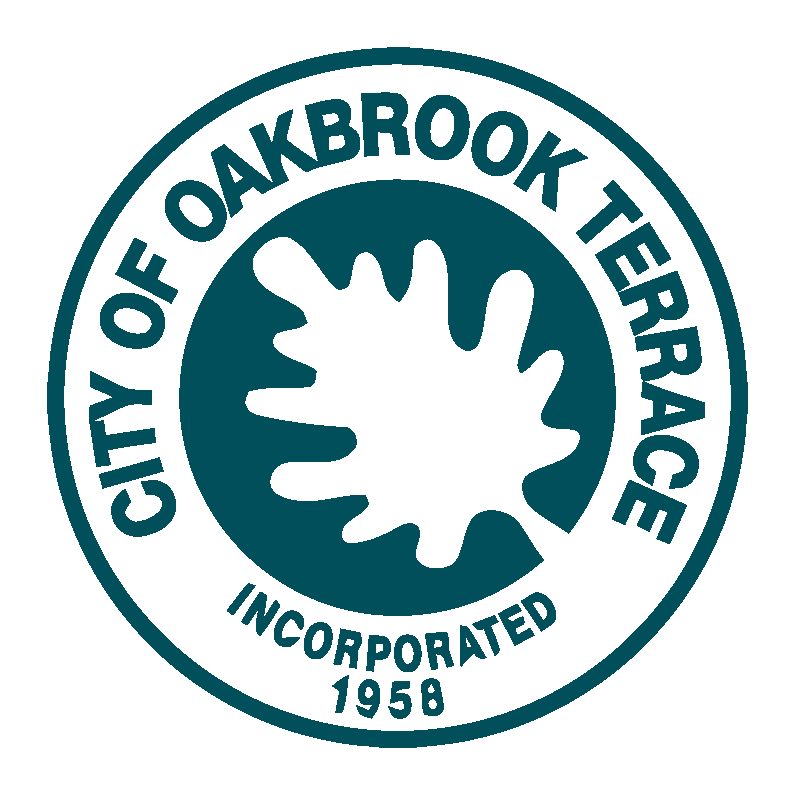 CITY OF OAKBROOK TERRACE
INCORPORATED
1958